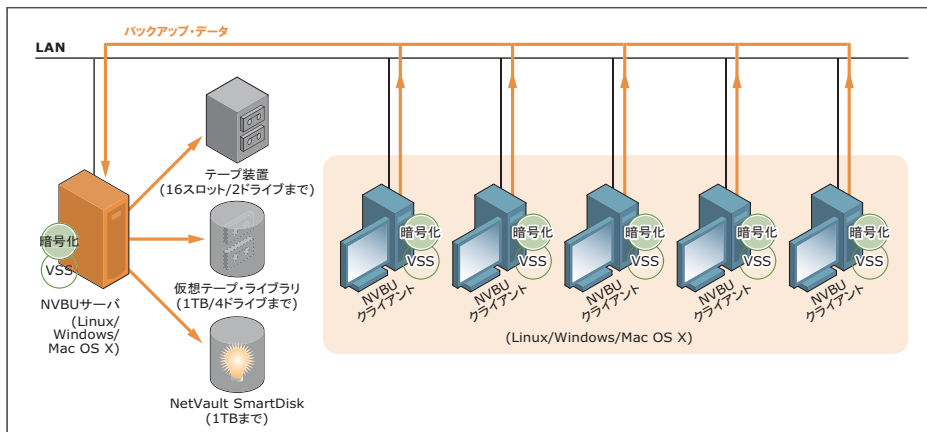 バックアップ・データ
LAN
テープ装置
(16スロット/2ドライブまで)
暗号化
VSS
NVBUサーバ
(Linux/
Windows/
Mac OS X)
仮想テープ・ライブラリ
(1TB/4ドライブまで)
NetVault SmartDisk
(1TBまで)
暗号化
VSS
NVBU
クライアント
暗号化
VSS
NVBU
クライアント
暗号化
VSS
NVBU
クライアント
暗号化
VSS
NVBU
クライアント
暗号化
VSS
NVBU
クライアント
(Linux/Windows/Mac OS X)